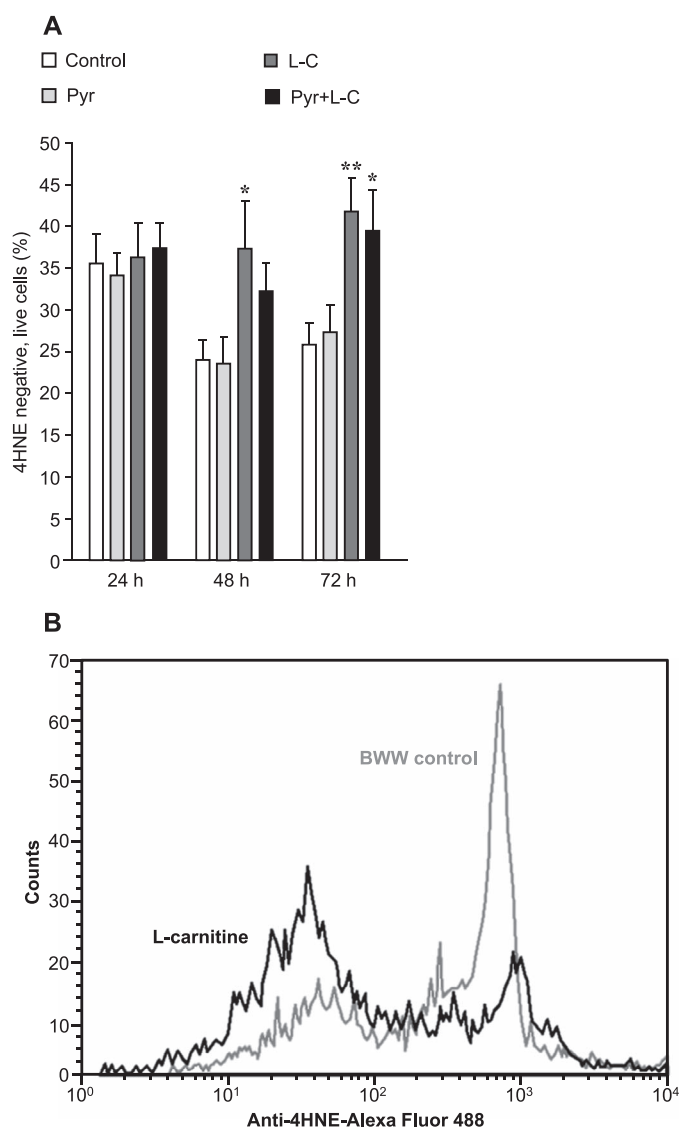 A
Control
L-C
Pyr
Pyr+L-C
4HNE negative, live cells (%)
50
45
40
35
30
25
20
15
10
5
0
*
**
*
24 h
48 h
72 h
B
Counts
70
60
50
40
30
20
10
0
BWW control
L-carnitine
10⁰
10¹
10²
10³
10⁴
Anti-4HNE-Alexa Fluor 488